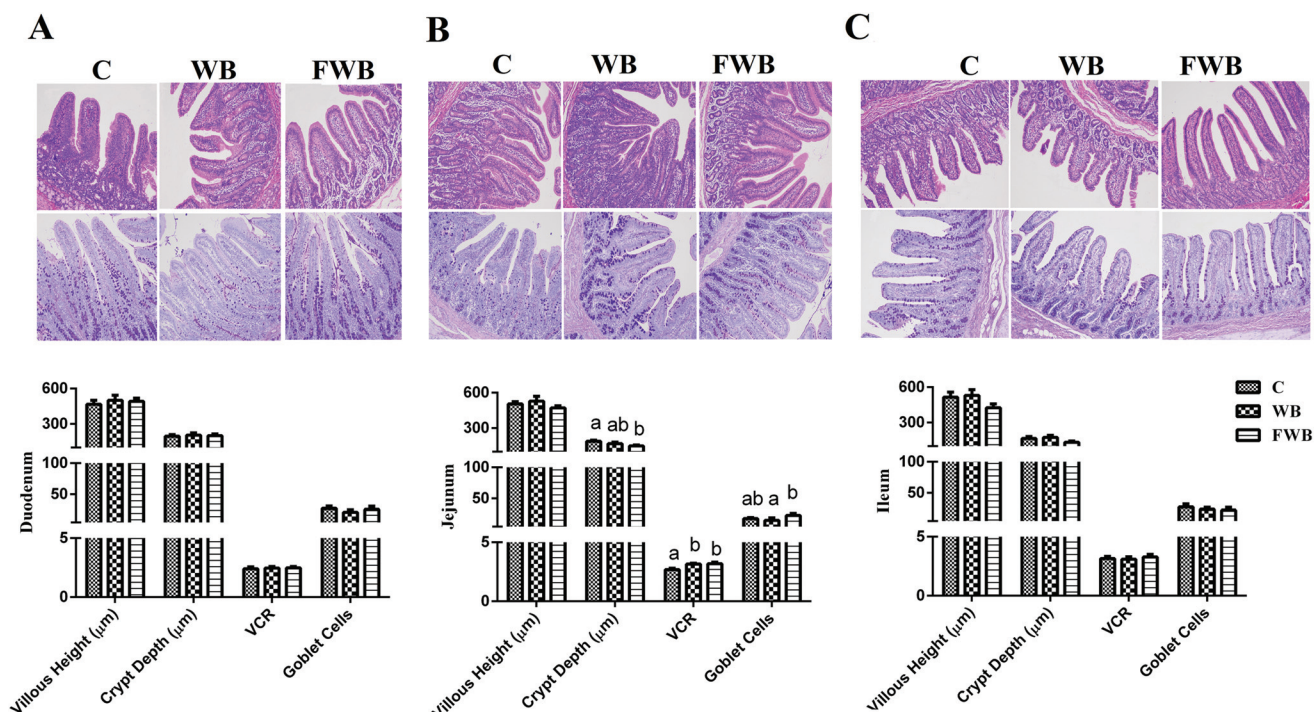 A
C WB FWB
B
C WB FWB
C
C WB FWB
Duodenum
600
300
100
50
5
0
Villous Height (μm)
Crypt Depth (μm)
VCR
Goblet Cells
Jejunum
600
300
100
50
5
0
a ab b
a b b
ab a b
Villous Height (μm)
Crypt Depth (μm)
VCR
Goblet Cells
Ileum
600
300
100
50
5
0
Villous Height (μm)
Crypt Depth (μm)
VCR
Goblet Cells
C
WB
FWB